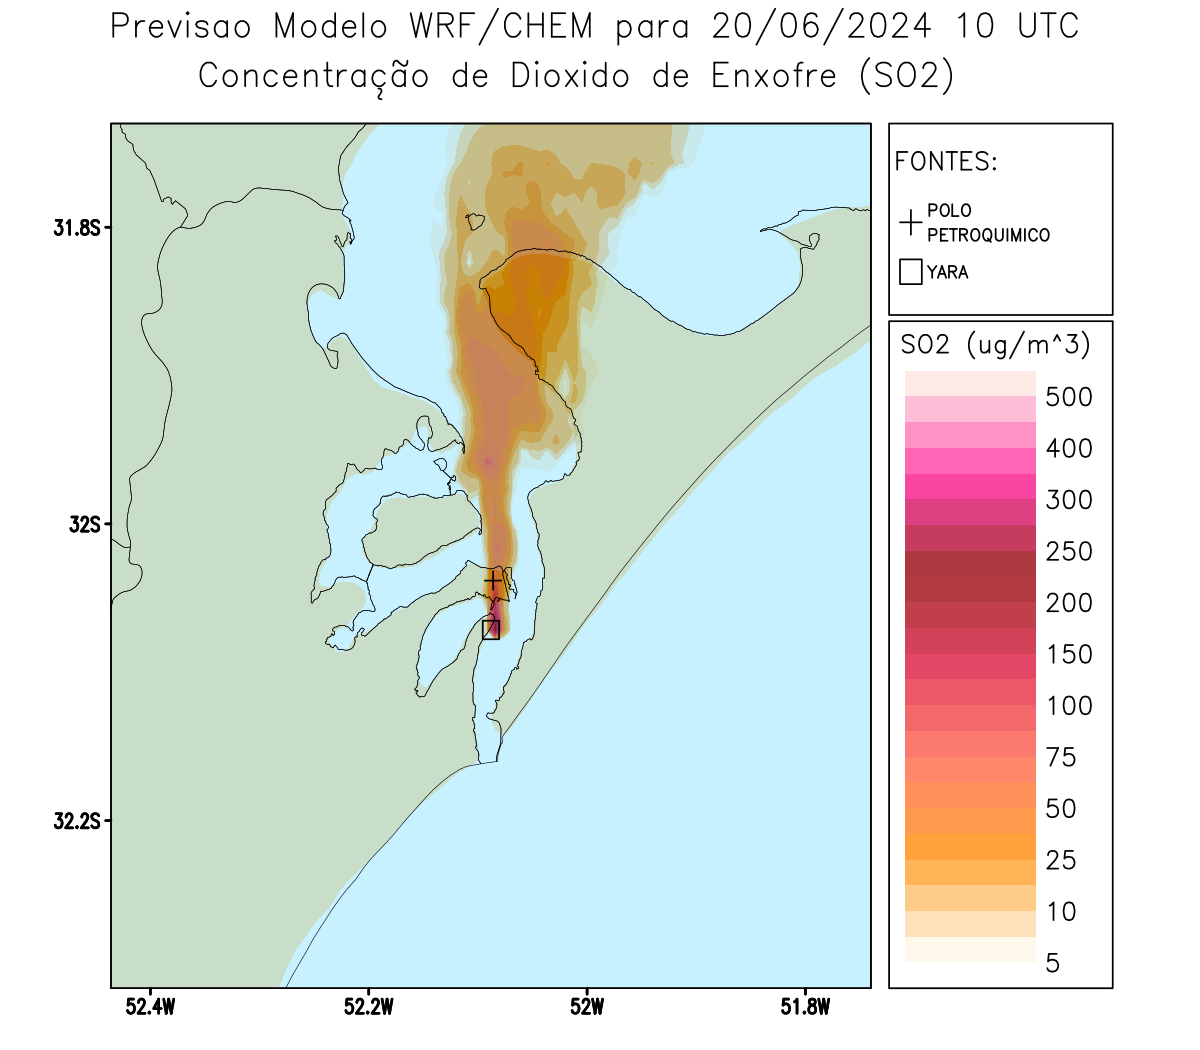 Previsao Modelo WRF/CHEM para 20/06/2024 10 UTC
Concentração de Dioxido de Enxofre (SO2)
FONTES:
POLO
PETROQUIMICO
YARA
SO2 (ug/m^3)
500
400
300
250
200
150
100
75
50
25
10
5
31.8S
32S
32.2S
52.4W
52.2W
52W
51.8W